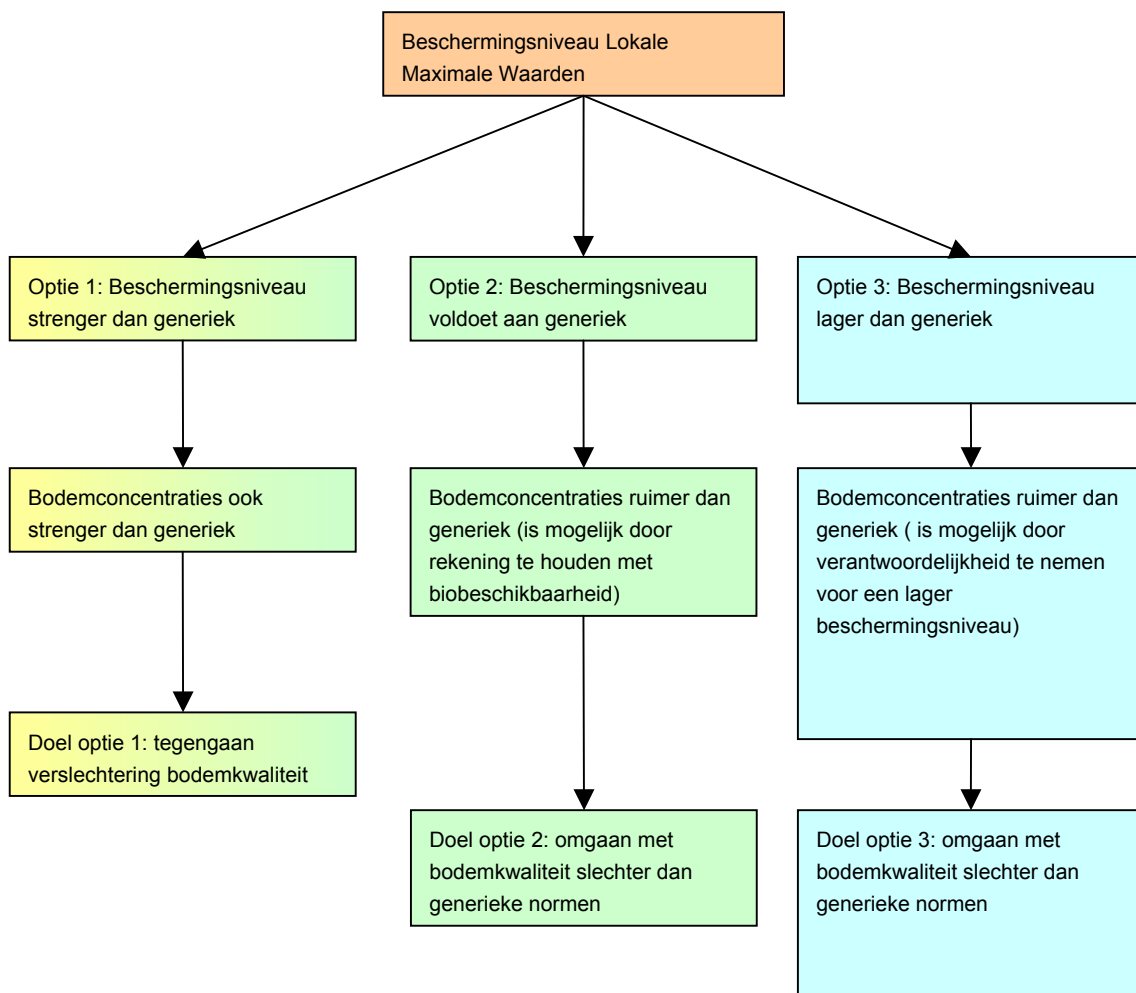 Beschermingsniveau Lokale
Maximale Waarden
Optie 1: Beschermingsniveau
strenger dan generiek
Optie 2: Beschermingsniveau
voldoet aan generiek
Optie 3: Beschermingsniveau
lager dan generiek
Bodemconcentraties ook
strenger dan generiek
Bodemconcentraties ruimer dan
generiek (is mogelijk door
rekening te houden met
biobeschikbaarheid)
Bodemconcentraties ruimer dan
generiek ( is mogelijk door
verantwoordelijkheid te nemen
voor een lager
beschermingsniveau)
Doel optie 1: tegengaan
verslechtering bodemkwaliteit
Doel optie 2: omgaan met
bodemkwaliteit slechter dan
generieke normen
Doel optie 3: omgaan met
bodemkwaliteit slechter dan
generieke normen